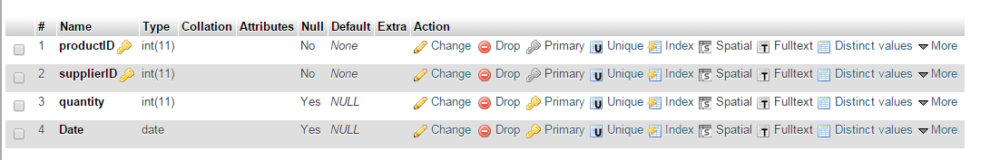 # Name Type Collation Attributes Null Default Extra Action
1 productID int(11) No None Change Drop Primary U Unique Index S Spatial T Fulltext Distinct values More
2 supplierID int(11) No None Change Drop Primary U Unique Index S Spatial T Fulltext Distinct values More
3 quantity int(11) Yes NULL Change Drop Primary U Unique Index S Spatial T Fulltext Distinct values More
4 Date date Yes NULL Change Drop Primary U Unique Index S Spatial T Fulltext Distinct values More